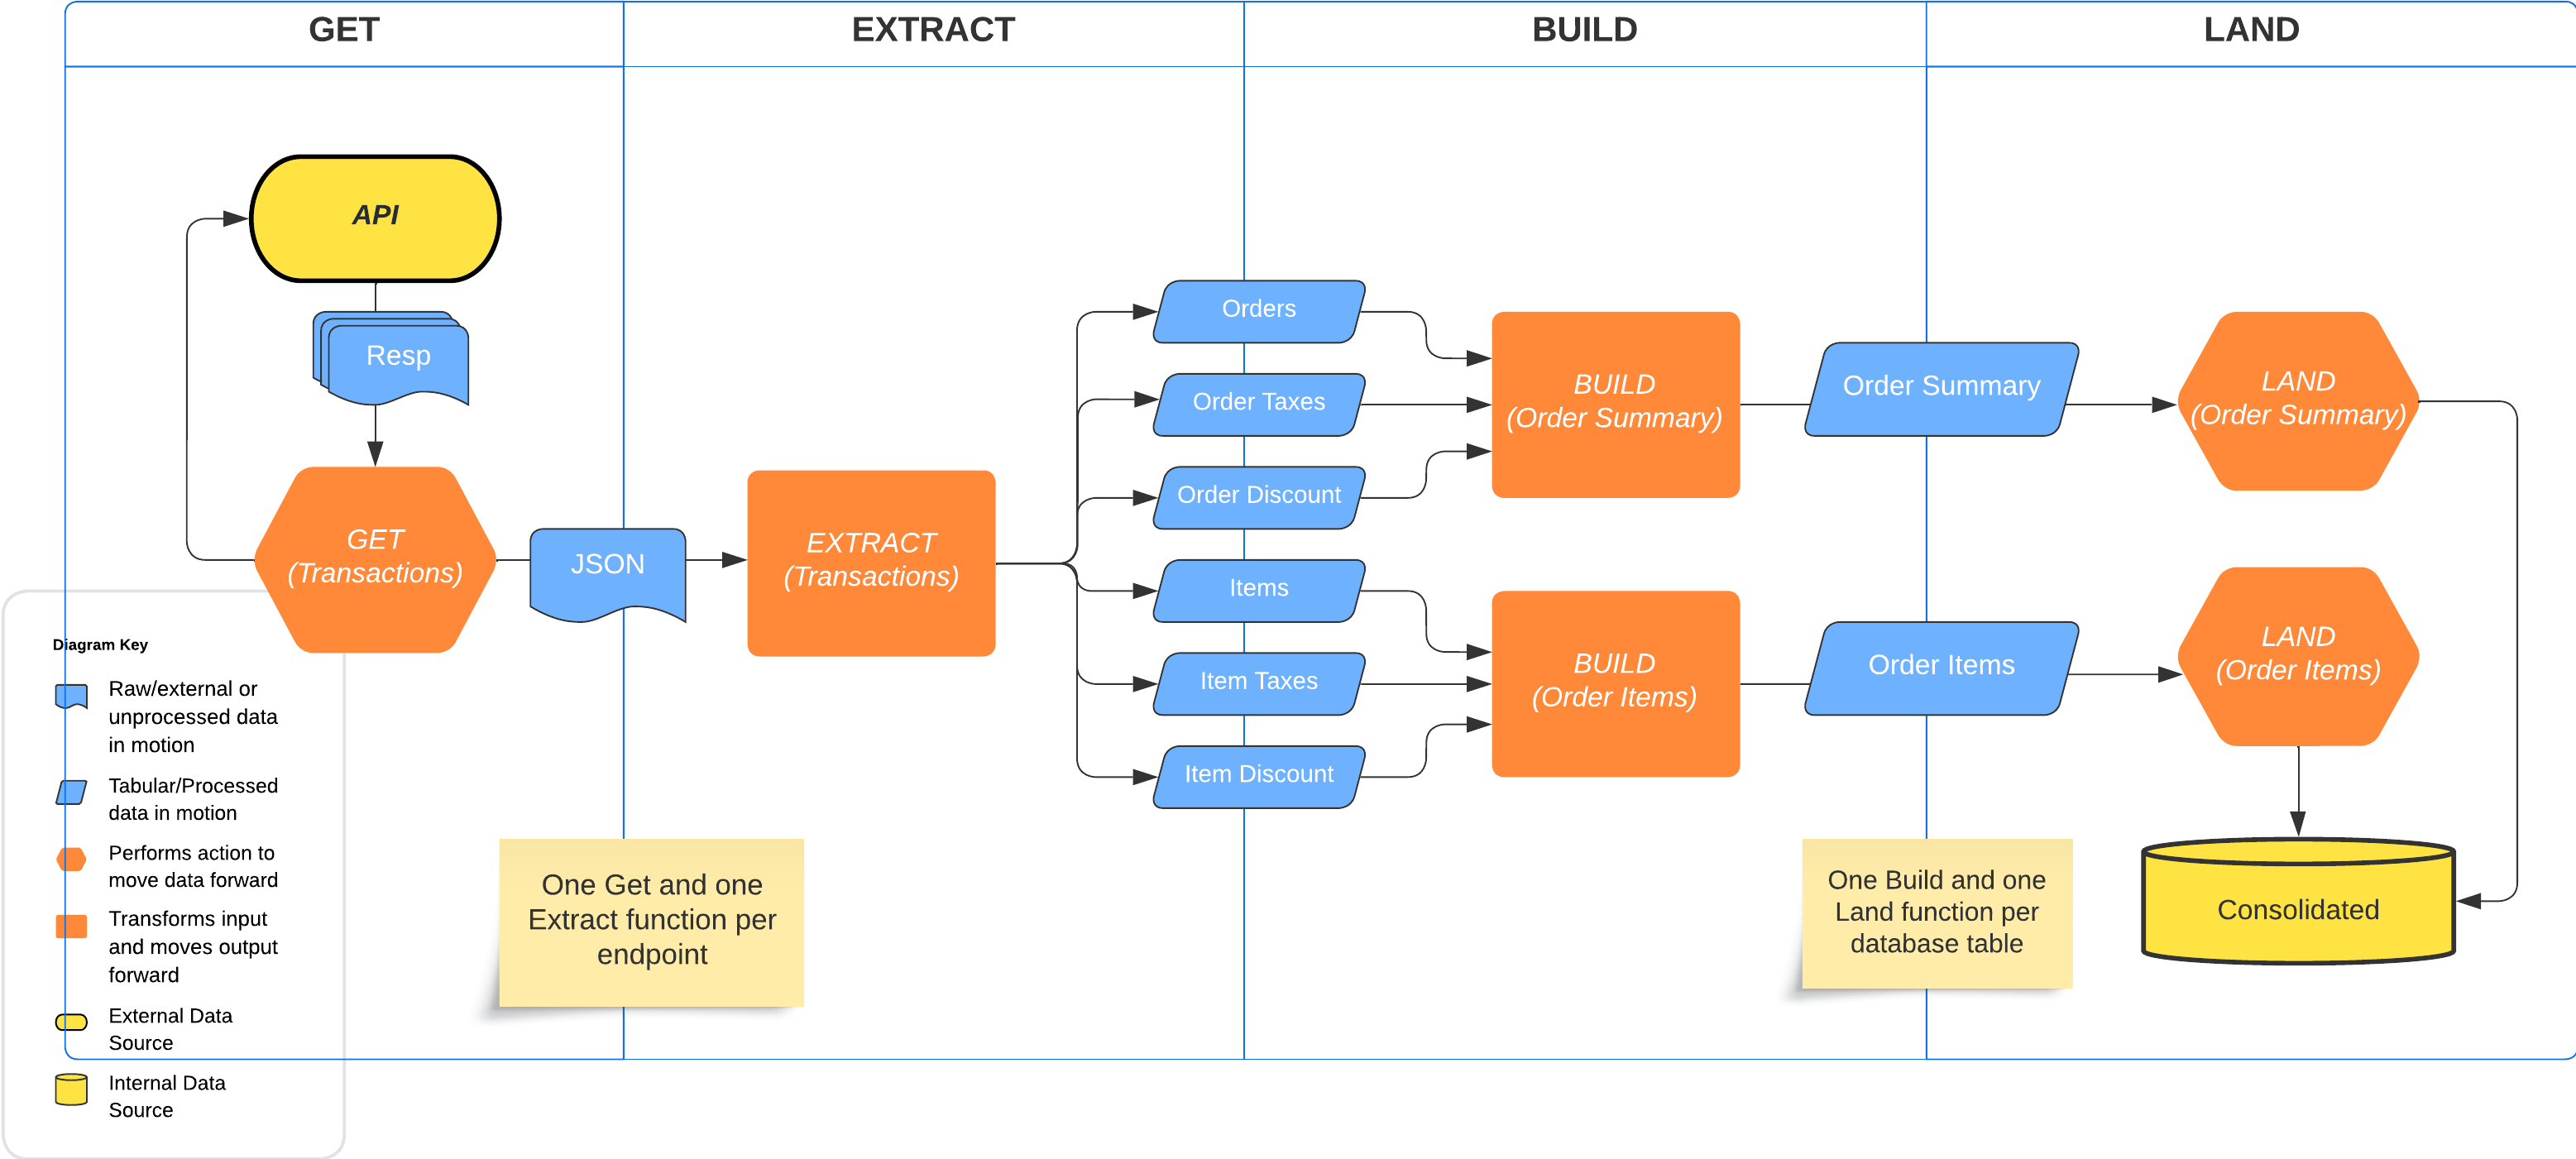 GET
EXTRACT
BUILD
LAND
API
Resp
GET
(Transactions)
JSON
EXTRACT
(Transactions)
Orders
Order Taxes
Order Discount
Items
Item Taxes
Item Discount
BUILD
(Order Summary)
BUILD
(Order Items)
Order Summary
Order Items
LAND
(Order Summary)
LAND
(Order Items)
Consolidated
One Get and one
Extract function per
endpoint
One Build and one
Land function per
database table
Diagram Key
Raw/external or
unprocessed data
in motion
Tabular/Processed
data in motion
Performs action to
move data forward
Transforms input
and moves output
forward
External Data
Source
Internal Data
Source